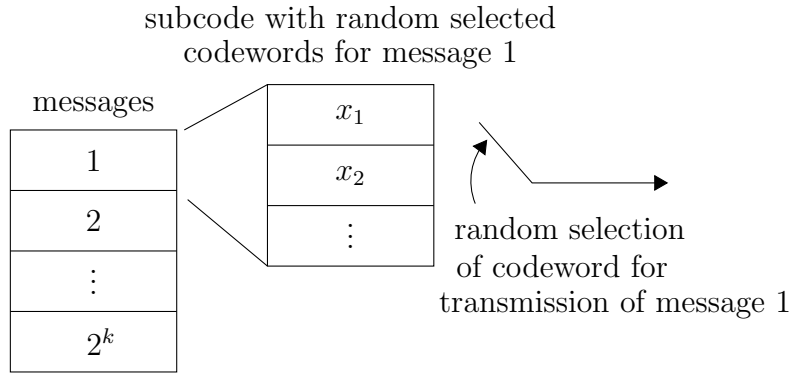 subcode with random selected
codewords for message 1
messages
1
2
⋮
2^k
x_1
x_2
⋮
random selection
of codeword for
transmission of message 1